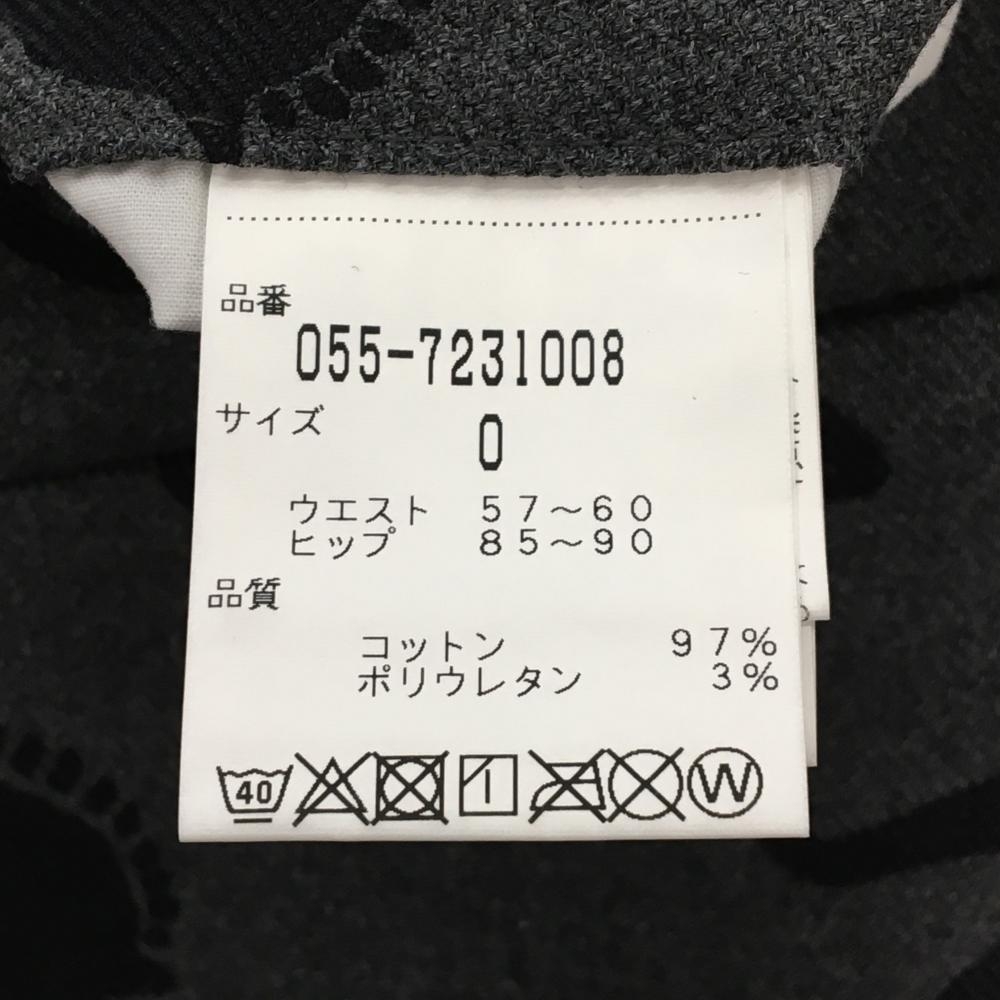 品番
055-7231008
サイズ
0
ウエスト 57～60
ヒップ 85～90
品質
コットン 97%
ポリウレタン 3%
40 W